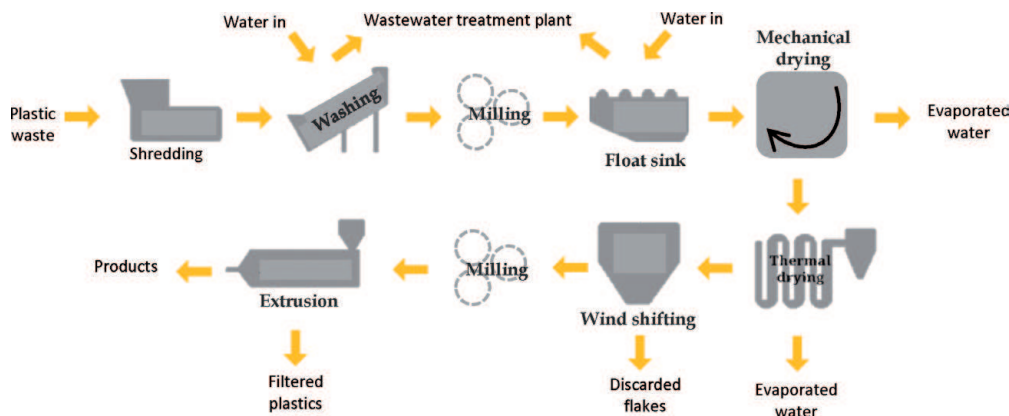 Water in
Wastewater treatment plant
Water in
Mechanical
drying
Plastic
waste
Shredding
Washing
Milling
Float sink
Evaporated
water
Products
Extrusion
Milling
Wind shifting
Thermal
drying
Filtered
plastics
Discarded
flakes
Evaporated
water